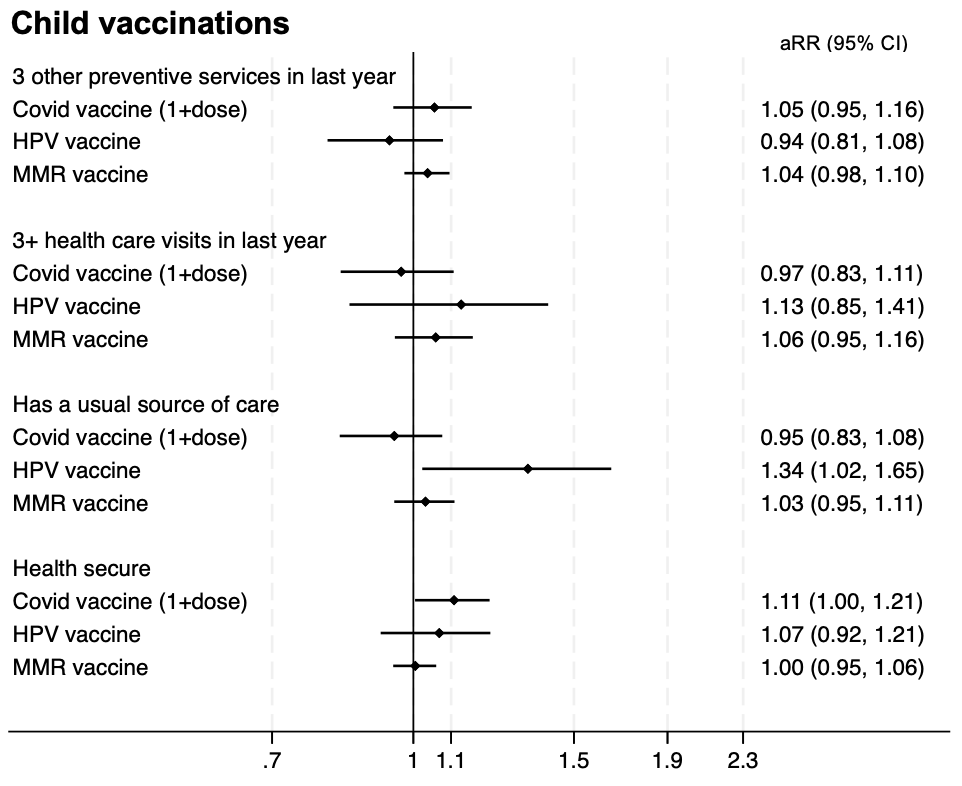 Child vaccinations
aRR (95% CI)
3 other preventive services in last year
Covid vaccine (1+dose) 1.05 (0.95, 1.16)
HPV vaccine 0.94 (0.81, 1.08)
MMR vaccine 1.04 (0.98, 1.10)
3+ health care visits in last year
Covid vaccine (1+dose) 0.97 (0.83, 1.11)
HPV vaccine 1.13 (0.85, 1.41)
MMR vaccine 1.06 (0.95, 1.16)
Has a usual source of care
Covid vaccine (1+dose) 0.95 (0.83, 1.08)
HPV vaccine 1.34 (1.02, 1.65)
MMR vaccine 1.03 (0.95, 1.11)
Health secure
Covid vaccine (1+dose) 1.11 (1.00, 1.21)
HPV vaccine 1.07 (0.92, 1.21)
MMR vaccine 1.00 (0.95, 1.06)
.7 1 1.1 1.5 1.9 2.3